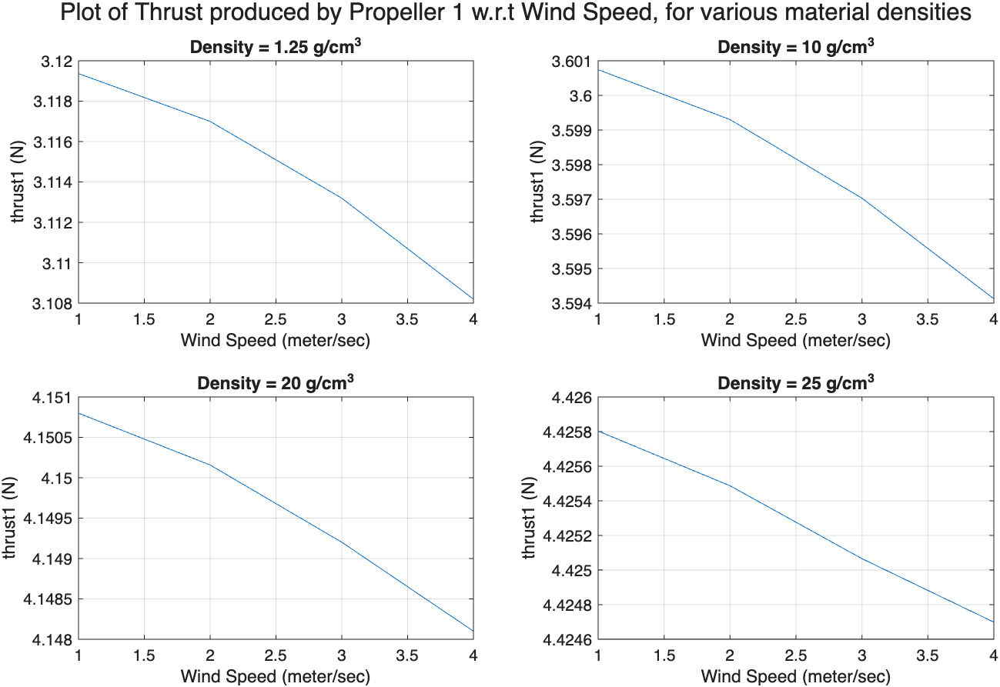 Plot of Thrust produced by Propeller 1 w.r.t Wind Speed, for various material densities
Density = 1.25 g/cm³
3.12
3.118
3.116
3.114
3.112
3.11
3.108
thrust1 (N)
1 1.5 2 2.5 3 3.5 4
Wind Speed (meter/sec)
Density = 10 g/cm³
3.601
3.6
3.599
3.598
3.597
3.596
3.595
3.594
thrust1 (N)
1 1.5 2 2.5 3 3.5 4
Wind Speed (meter/sec)
Density = 20 g/cm³
4.151
4.1505
4.15
4.1495
4.149
4.1485
4.148
thrust1 (N)
1 1.5 2 2.5 3 3.5 4
Wind Speed (meter/sec)
Density = 25 g/cm³
4.426
4.4258
4.4256
4.4254
4.4252
4.425
4.4248
4.4246
thrust1 (N)
1 1.5 2 2.5 3 3.5 4
Wind Speed (meter/sec)